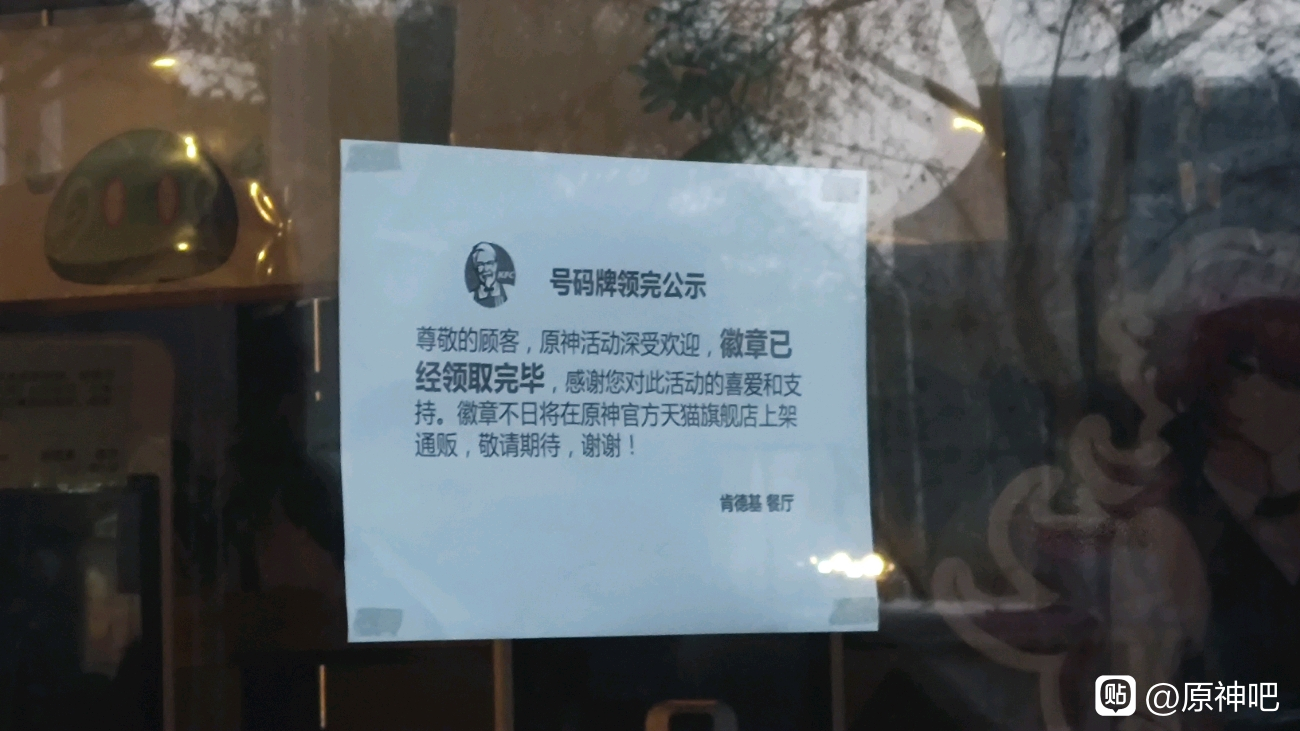 KFC
号码牌领完公示
尊敬的顾客，原神活动深受欢迎，徽章已
经领取完毕，感谢您对此活动的喜爱和支
持。徽章不日将在原神官方天猫旗舰店上架
通贩，敬请期待，谢谢！
肯德基 餐厅
贴 @原神吧